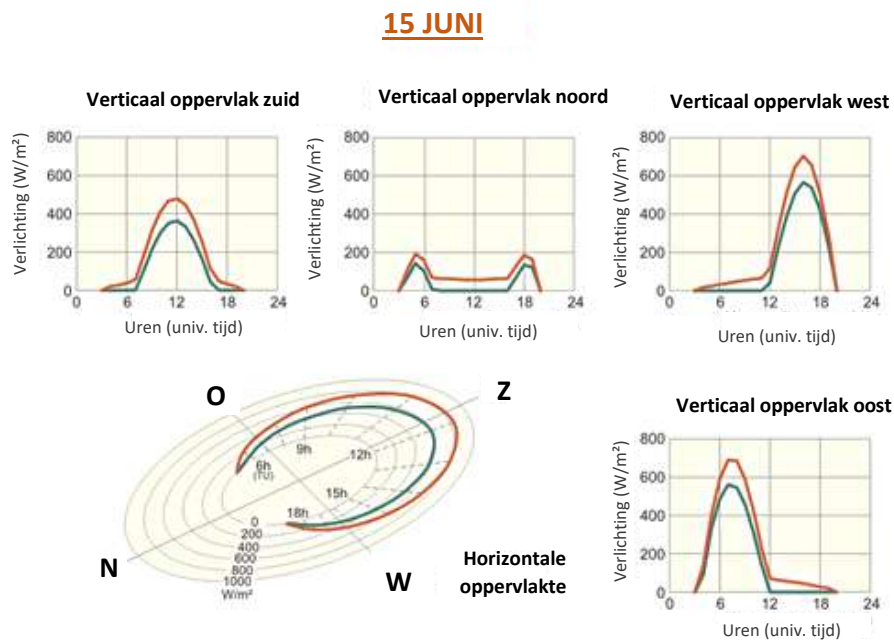 15 JUNI
Verticaal oppervlak zuid
Verlichting (W/m²)
800
600
400
200
0
0 6 12 18 24
Uren (univ. tijd)
Verticaal oppervlak noord
Verlichting (W/m²)
800
600
400
200
0
0 6 12 18 24
Uren (univ. tijd)
Verticaal oppervlak west
Verlichting (W/m²)
800
600
400
200
0
0 6 12 18 24
Uren (univ. tijd)
O
Z
N
W
6h
(TU)
9h
12h
15h
18h
0
200
400
600
800
1000
W/m²
Horizontale
oppervlakte
Verticaal oppervlak oost
Verlichting (W/m²)
800
600
400
200
0
0 6 12 18 24
Uren (univ. tijd)